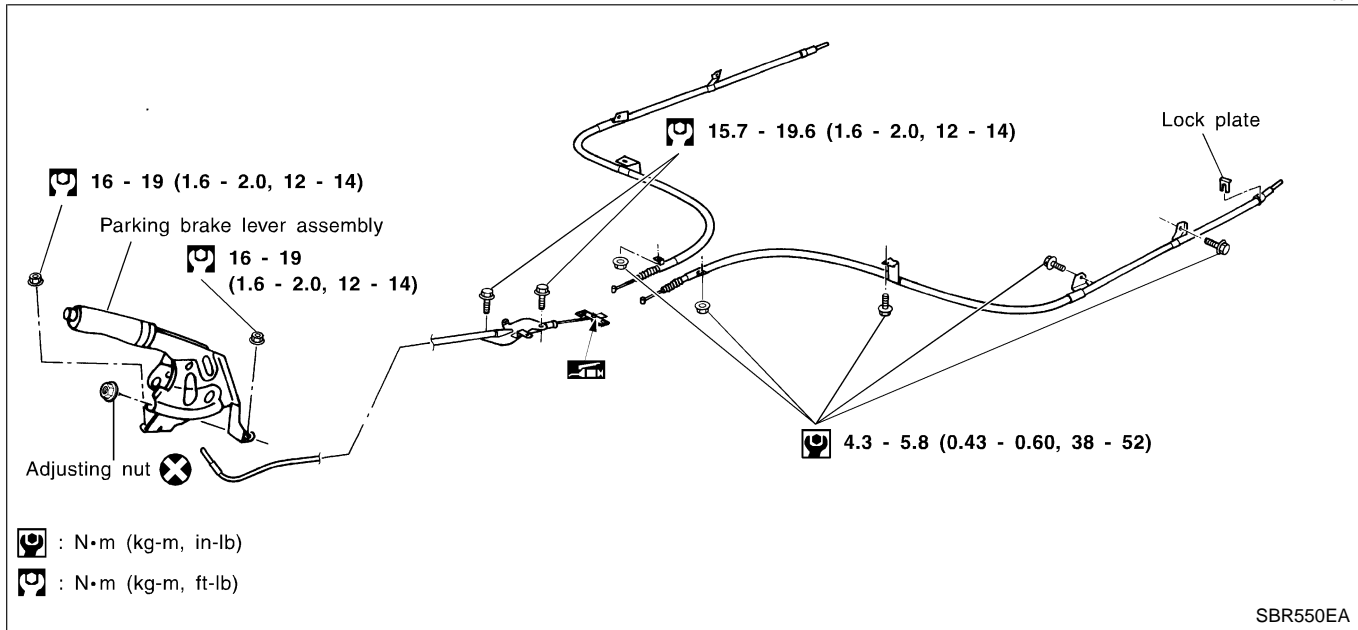 15.7 - 19.6 (1.6 - 2.0, 12 - 14)
Lock plate
16 - 19 (1.6 - 2.0, 12 - 14)
Parking brake lever assembly
16 - 19
(1.6 - 2.0, 12 - 14)
4.3 - 5.8 (0.43 - 0.60, 38 - 52)
Adjusting nut
: N•m (kg-m, in-lb)
: N•m (kg-m, ft-lb)
SBR550EA